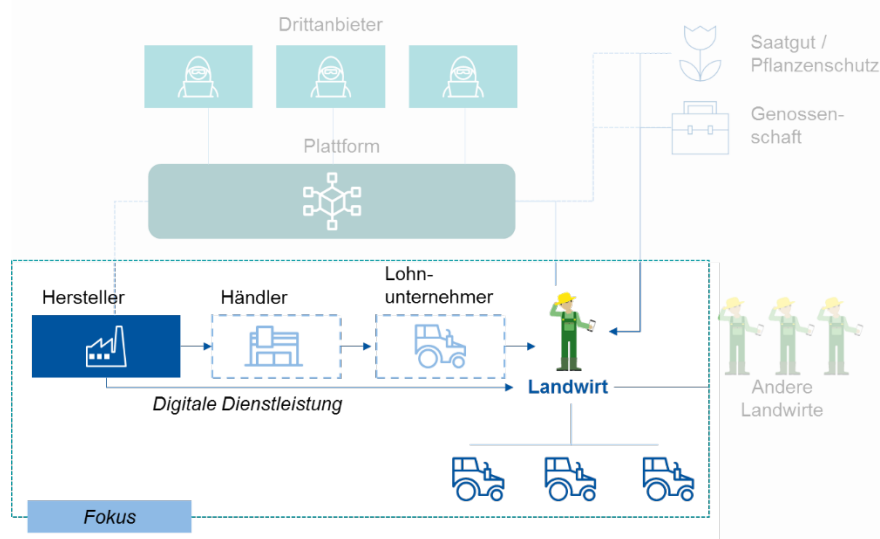 Drittanbieter
Saatgut /
Pflanzenschutz
Genossen-
schaft
Plattform
Hersteller
Händler
Lohn-
unternehmer
Digitale Dienstleistung
Landwirt
Andere
Landwirte
Fokus